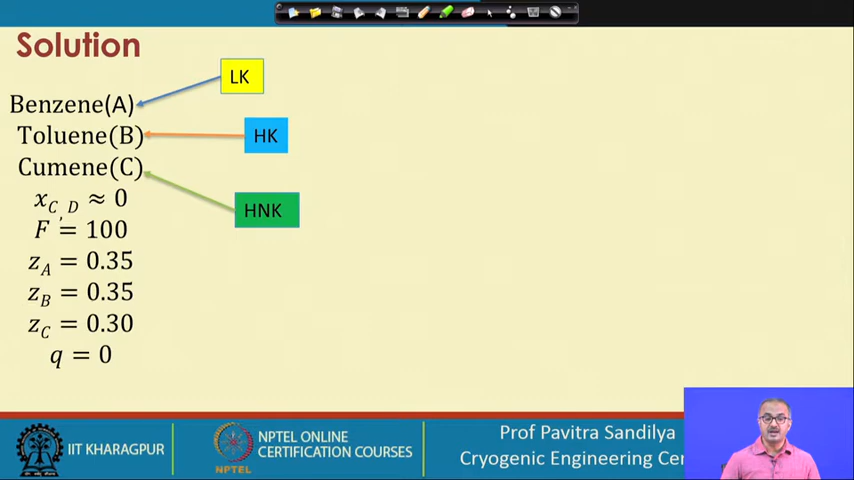 Solution
LK
Benzene(A)
Toluene(B)
HK
Cumene(C)
x_{C, D} ≈ 0
HNK
F = 100
z_A = 0.35
z_B = 0.35
z_C = 0.30
q = 0
IIT KHARAGPUR
NPTEL
NPTEL ONLINE
CERTIFICATION COURSES
Prof Pavitra Sandilya
Cryogenic Engineering Cen